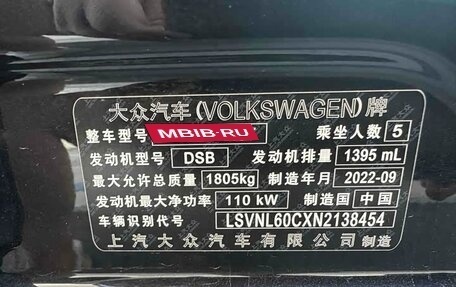 大众汽车(VOLKSWAGEN)牌
整车型号 MBIB.RU 乘坐人数 5
发动机型号 DSB 发动机排量 1395 mL
最大允许总质量 1805kg 制造年月 2022-09
发动机最大净功率 110 kW 制造国 中国
车辆识别代号 LSVNL60CXN2138454
上汽大众汽车有限公司 制造